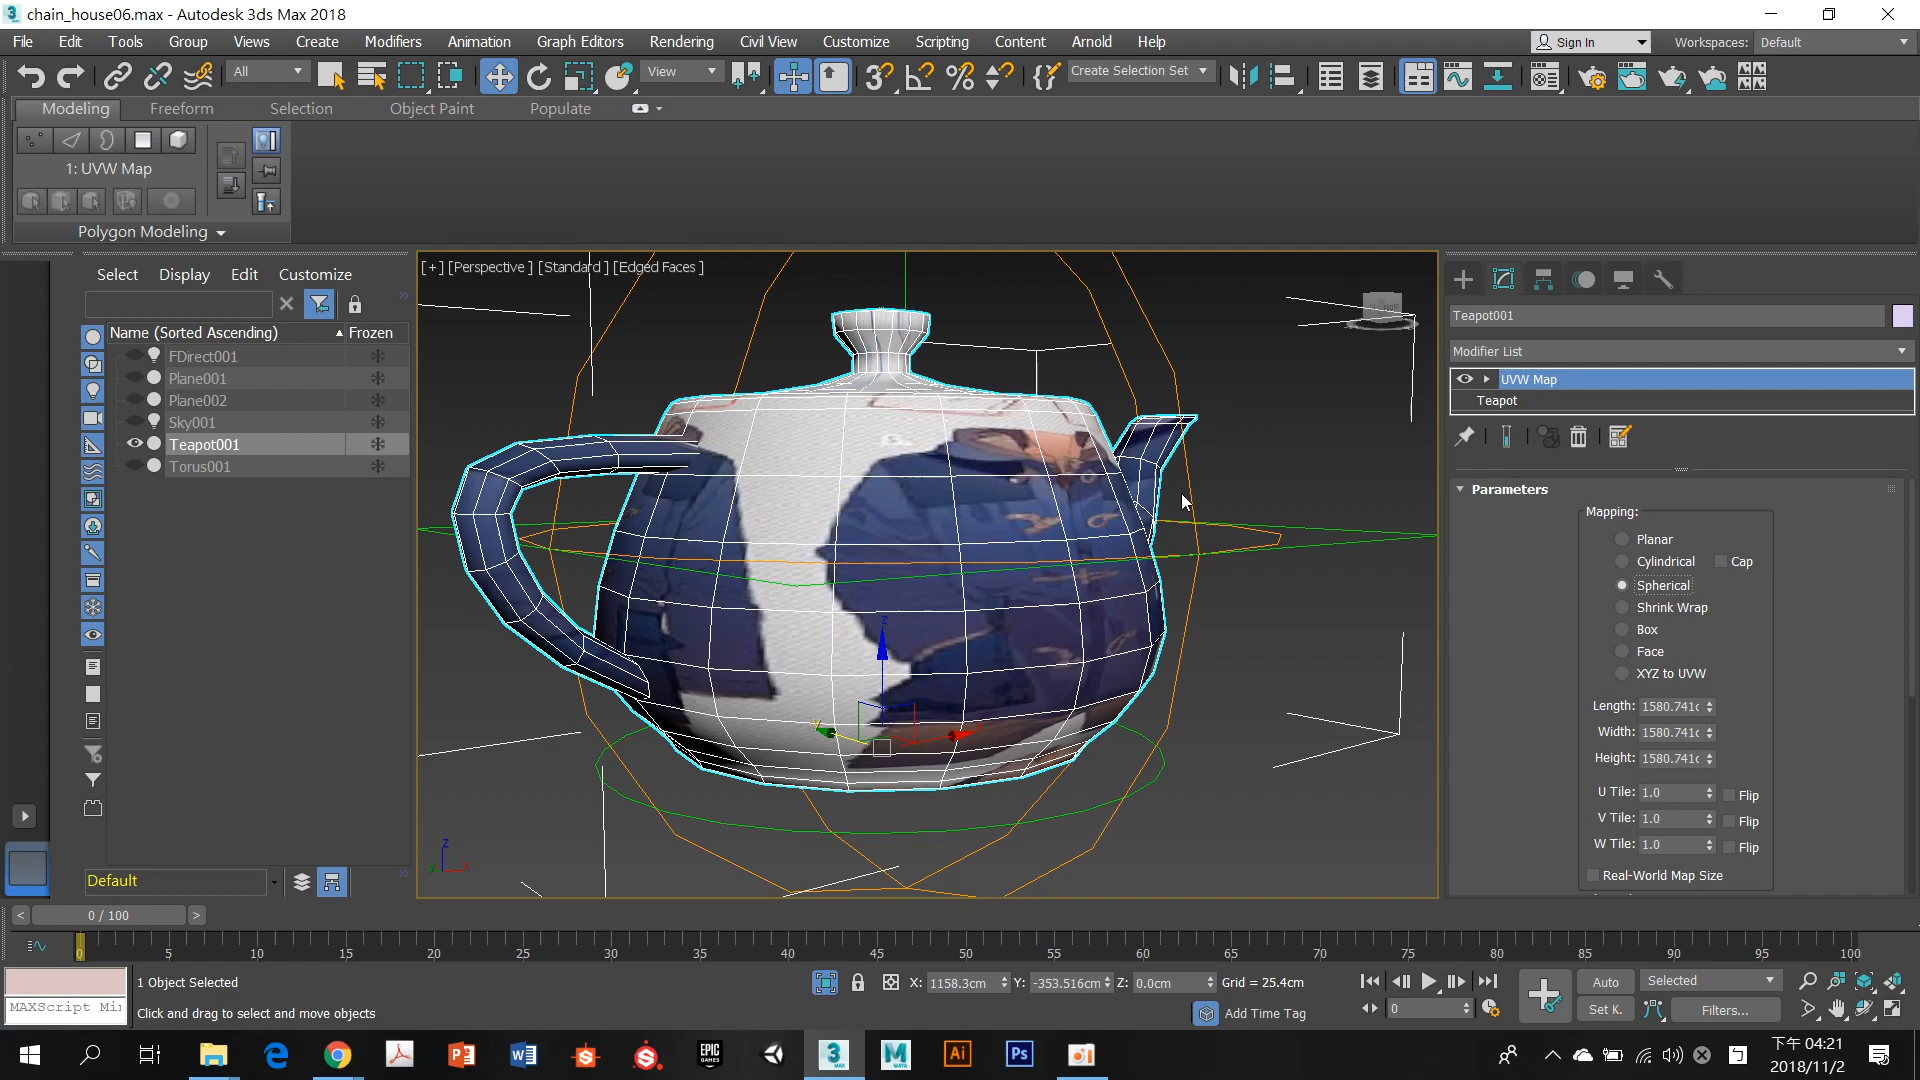 chain_house06.max - Autodesk 3ds Max 2018
File Edit Tools Group Views Create Modifiers Animation Graph Editors Rendering Civil View Customize Scripting Content Arnold Help
Sign In Workspaces: Default
All View Create Selection Set
Modeling Freeform Selection Object Paint Populate
1: UVW Map
Polygon Modeling
Select Display Edit Customize
Name (Sorted Ascending) Frozen
FDirect001
Plane001
Plane002
Sky001
Teapot001
Torus001
Default
[+] [Perspective ] [Standard ] [Edged Faces ]
z
y
x
z
y
x
Teapot001
Modifier List
UVW Map
Teapot
Parameters
Mapping:
Planar
Cylindrical Cap
Spherical
Shrink Wrap
Box
Face
XYZ to UVW
Length: 1580.741c
Width: 1580.741c
Height: 1580.741c
U Tile: 1.0 Flip
V Tile: 1.0 Flip
W Tile: 1.0 Flip
Real-World Map Size
< 0 / 100 >
0 5 10 15 20 25 30 35 40 45 50 55 60 65 70 75 80 85 90 95 100
1 Object Selected
X: 1158.3cm Y: -353.516cm Z: 0.0cm Grid = 25.4cm
Auto Selected
MAXScript Mi
Click and drag to select and move objects
Add Time Tag
0
Set K. Filters...
EPIC GAMES
3 MAX
M MAYA
Ai
Ps
下午 04:21
2018/11/2